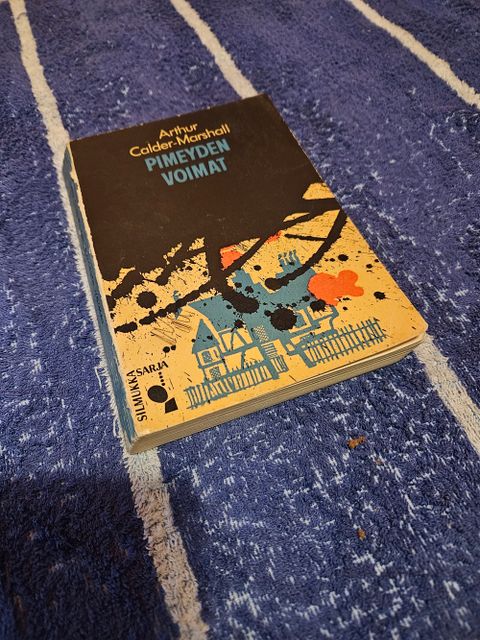 Arthur
Calder-Marshall
PIMEYDEN
VOIMAT
SILMUKKA
SARJA